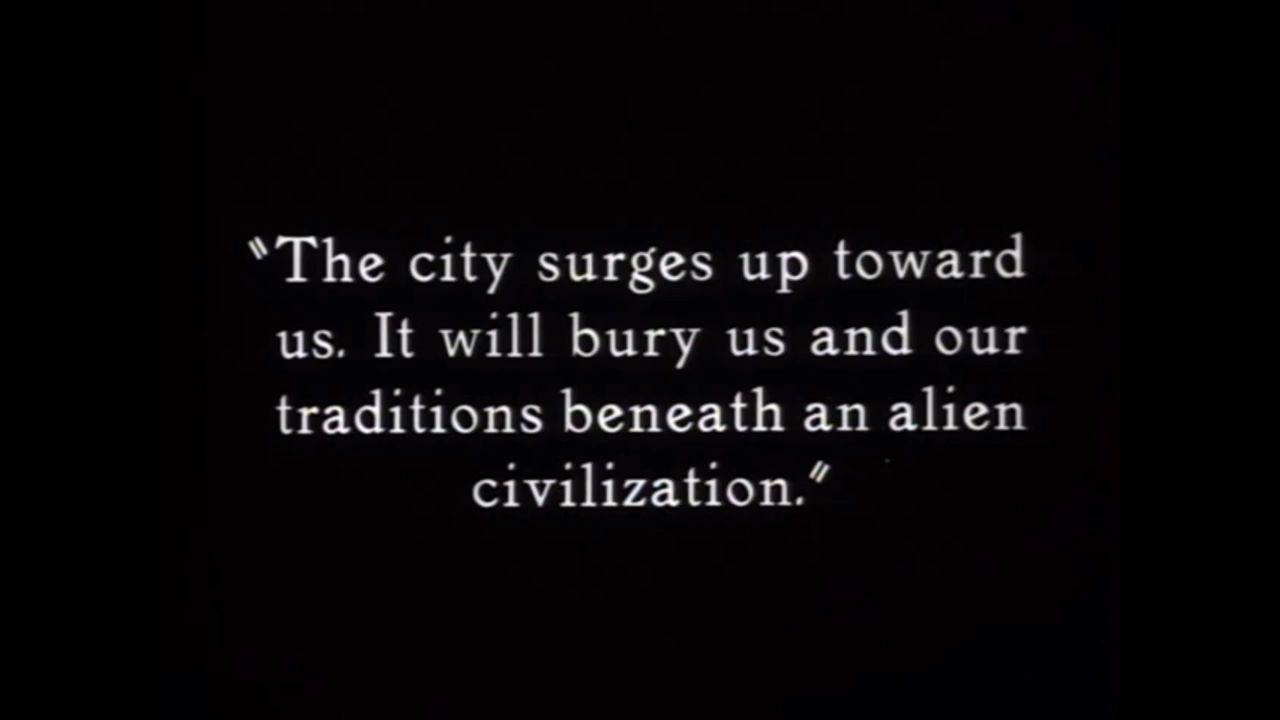 "The city surges up toward
us. It will bury us and our
traditions beneath an alien
civilization."